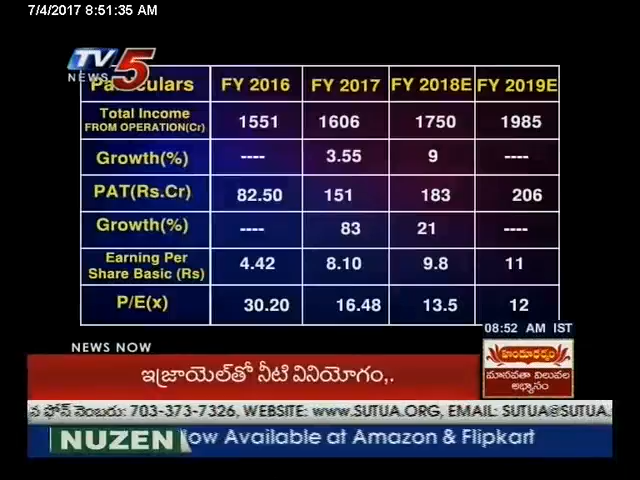 7/4/2017 8:51:35 AM
TV5
NEWS
Particulars FY 2016 FY 2017 FY 2018E FY 2019E
Total Income
FROM OPERATION(Cr) 1551 1606 1750 1985
Growth(%) ---- 3.55 9 ----
PAT(Rs.Cr) 82.50 151 183 206
Growth(%) ---- 83 21 ----
Earning Per
Share Basic (Rs) 4.42 8.10 9.8 11
P/E(x) 30.20 16.48 13.5 12
08:52 AM IST
NEWS NOW
హిందూధర్మం
మానవతా విలువల
అభ్యాసం
ఇజ్రాయెల్‌తో నీటి వినియోగం,.
న ఫోన్ నెంబరు: 703-373-7326, WEBSITE: WWW.SUTUA.ORG, EMAIL: SUTUA@SUTUA.
NUZEN Now Available at Amazon & Flipkart